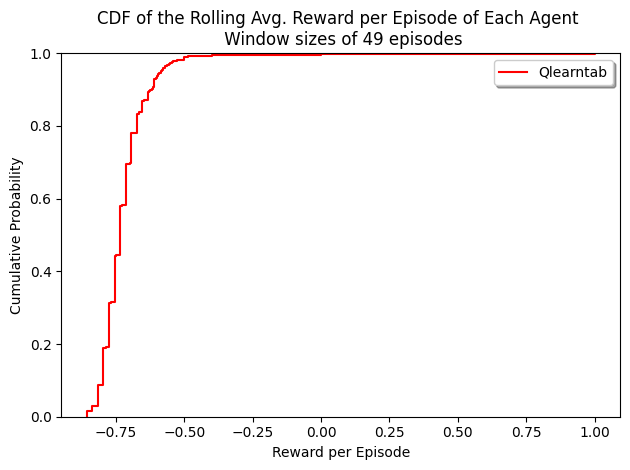 CDF of the Rolling Avg. Reward per Episode of Each Agent
Window sizes of 49 episodes
1.0
0.8
0.6
0.4
0.2
0.0
Cumulative Probability
Qlearntab
−0.75
−0.50
−0.25
0.00
0.25
0.50
0.75
1.00
Reward per Episode